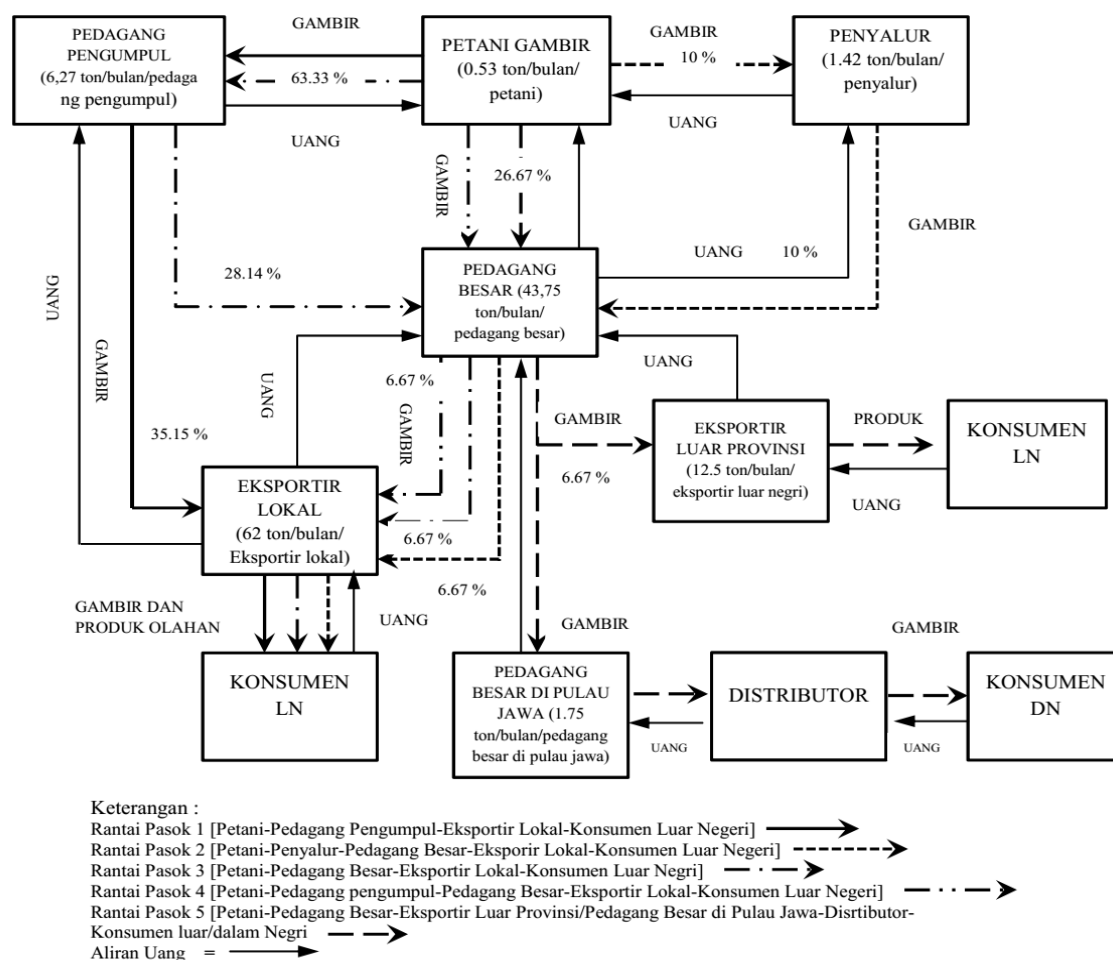 GAMBIR
PEDAGANG
PENGUMPUL
(6,27 ton/bulan/pedaga
ng pengumpul)
63.33 %
UANG
PETANI GAMBIR
(0.53 ton/bulan/
petani)
GAMBIR
10 %
UANG
PENYALUR
(1.42 ton/bulan/
penyalur)
GAMBIR
26.67 %
GAMBIR
UANG
10 %
28.14 %
PEDAGANG
BESAR (43,75
ton/bulan/
pedagang besar)
UANG
GAMBIR
UANG
6.67 %
GAMBIR
UANG
35.15 %
GAMBIR
6.67 %
EKSPORTIR
LUAR PROVINSI
(12.5 ton/bulan/
eksportir luar negri)
PRODUK
UANG
KONSUMEN
LN
EKSPORTIR
LOKAL
(62 ton/bulan/
Eksportir lokal)
6.67 %
6.67 %
GAMBIR DAN
PRODUK OLAHAN
UANG
GAMBIR
GAMBIR
KONSUMEN
LN
PEDAGANG
BESAR DI PULAU
JAWA (1.75
ton/bulan/pedagang
besar di pulau jawa)
UANG
DISTRIBUTOR
UANG
KONSUMEN
DN
Keterangan :
Rantai Pasok 1 [Petani-Pedagang Pengumpul-Eksportir Lokal-Konsumen Luar Negeri]
Rantai Pasok 2 [Petani-Penyalur-Pedagang Besar-Eksporir Lokal-Konsumen Luar Negeri]
Rantai Pasok 3 [Petani-Pedagang Besar-Eksportir Lokal-Konsumen Luar Negri]
Rantai Pasok 4 [Petani-Pedagang pengumpul-Pedagang Besar-Eksportir Lokal-Konsumen Luar Negeri]
Rantai Pasok 5 [Petani-Pedagang Besar-Eksportir Luar Provinsi/Pedagang Besar di Pulau Jawa-Disrtibutor-
Konsumen luar/dalam Negri
Aliran Uang =